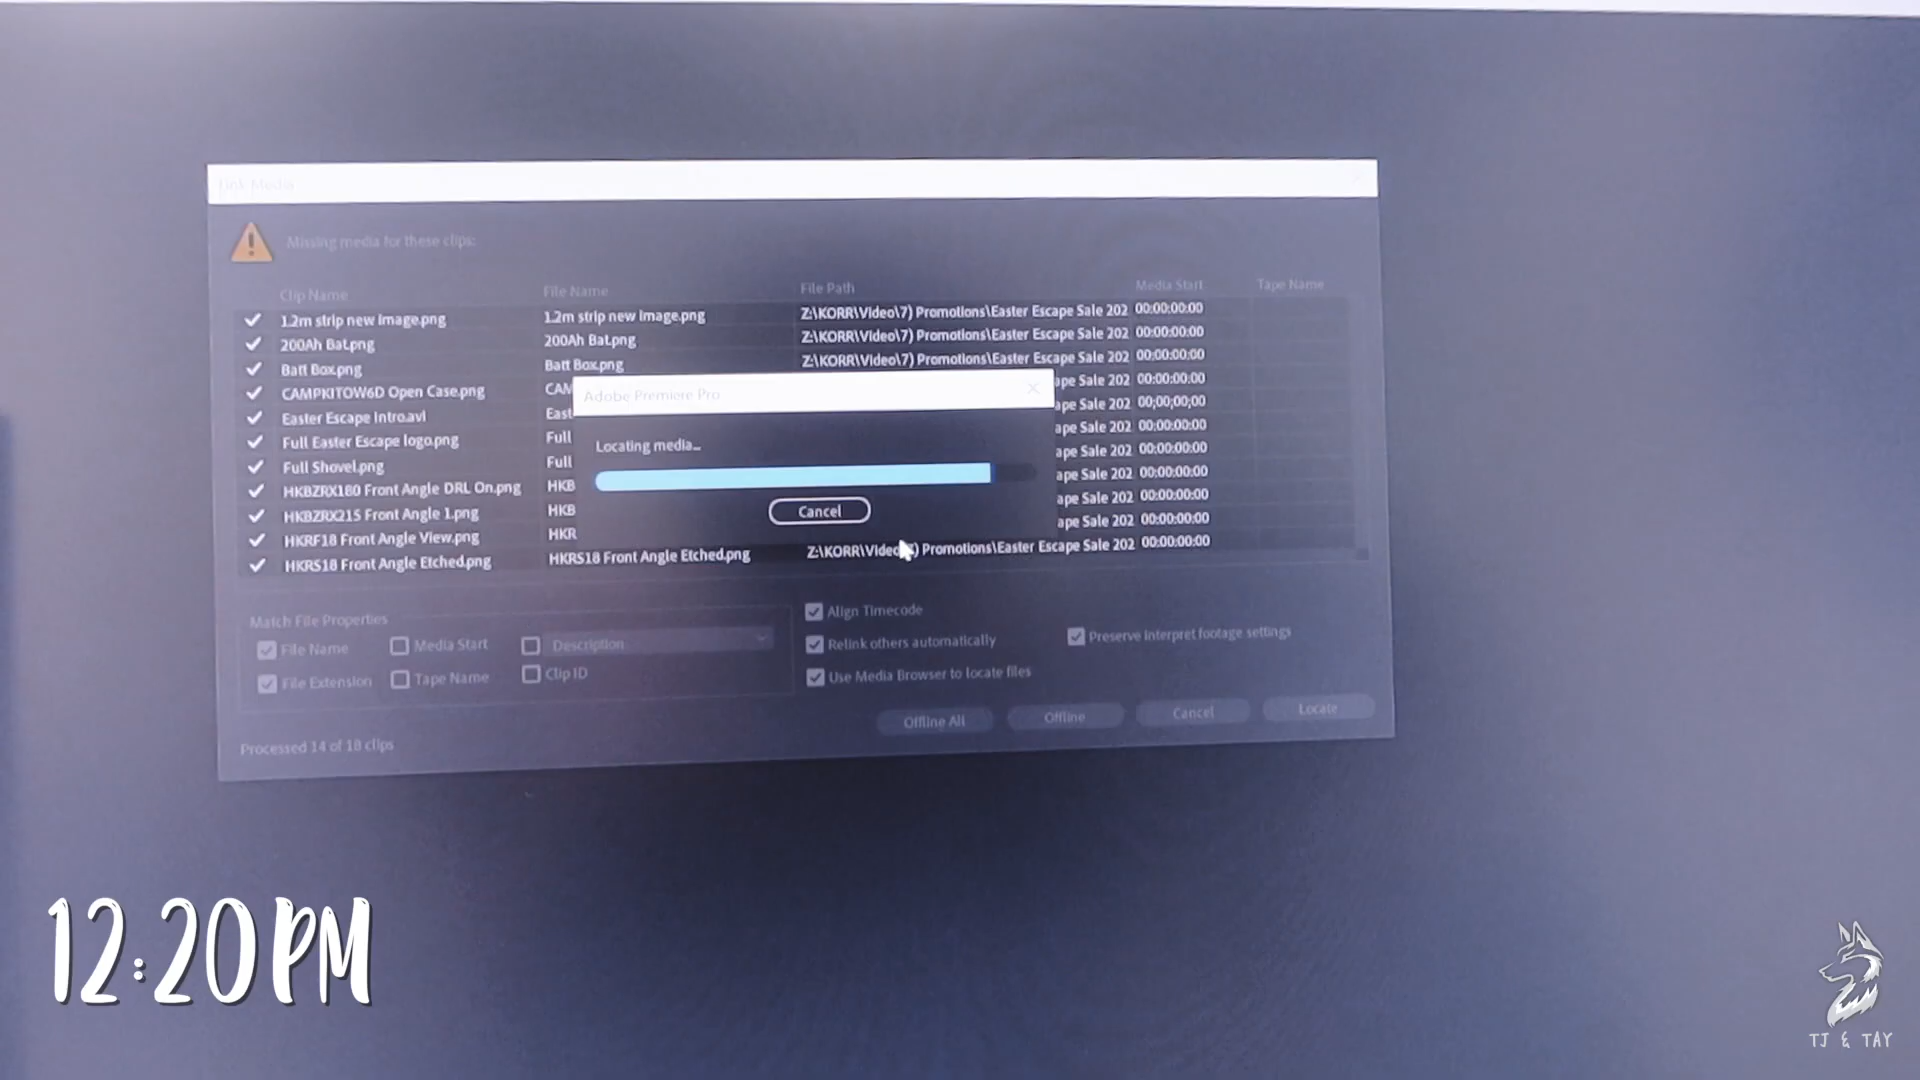 Link Media
Missing media for these clips:
Clip Name File Name File Path Media Start Tape Name
1.2m strip new image.png 1.2m strip new image.png Z:\KORR\Video\7) Promotions\Easter Escape Sale 202 00:00:00:00
200Ah Bat.png 200Ah Bat.png Z:\KORR\Video\7) Promotions\Easter Escape Sale 202 00:00:00:00
Batt Box.png Batt Box.png Z:\KORR\Video\7) Promotions\Easter Escape Sale 202 00:00:00:00
CAMPKITOW6D Open Case.png CAM ape Sale 202 00:00:00:00
Easter Escape Intro.avi East ape Sale 202 00;00;00;00
Full Easter Escape logo.png Full ape Sale 202 00:00:00:00
Full Shovel.png Full ape Sale 202 00:00:00:00
HKBZRX180 Front Angle DRL On.png HKB ape Sale 202 00:00:00:00
HKBZRX215 Front Angle 1.png HKB ape Sale 202 00:00:00:00
HKRF18 Front Angle View.png HKR ape Sale 202 00:00:00:00
HKRS18 Front Angle Etched.png HKRS18 Front Angle Etched.png Z:\KORR\Video\7) Promotions\Easter Escape Sale 202 00:00:00:00
Adobe Premiere Pro
Locating media...
Cancel
Match File Properties
File Name Media Start Description
File Extension Tape Name Clip ID
Align Timecode
Relink others automatically Preserve interpret footage settings
Use Media Browser to locate files
Offline All Offline Cancel Locate
Processed 14 of 18 clips
12:20 PM
TJ & TAY